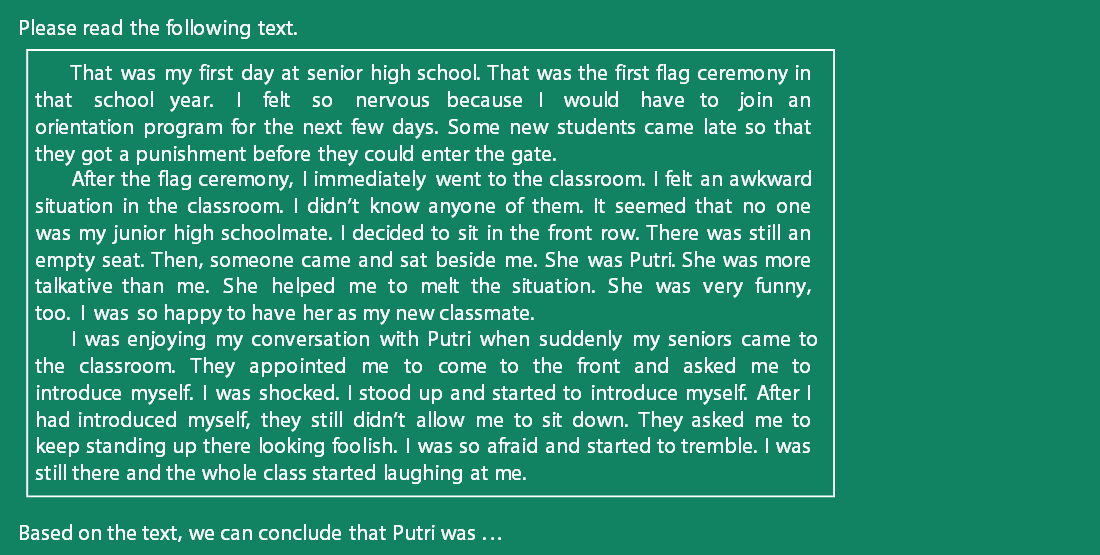 Please read the following text.
That was my first day at senior high school. That was the first flag ceremony in
that school year. I felt so nervous because I would have to join an
orientation program for the next few days. Some new students came late so that
they got a punishment before they could enter the gate.
After the flag ceremony, I immediately went to the classroom. I felt an awkward
situation in the classroom. I didn’t know anyone of them. It seemed that no one
was my junior high schoolmate. I decided to sit in the front row. There was still an
empty seat. Then, someone came and sat beside me. She was Putri. She was more
talkative than me. She helped me to melt the situation. She was very funny,
too. I was so happy to have her as my new classmate.
I was enjoying my conversation with Putri when suddenly my seniors came to
the classroom. They appointed me to come to the front and asked me to
introduce myself. I was shocked. I stood up and started to introduce myself. After I
had introduced myself, they still didn’t allow me to sit down. They asked me to
keep standing up there looking foolish. I was so afraid and started to tremble. I was
still there and the whole class started laughing at me.
Based on the text, we can conclude that Putri was ...